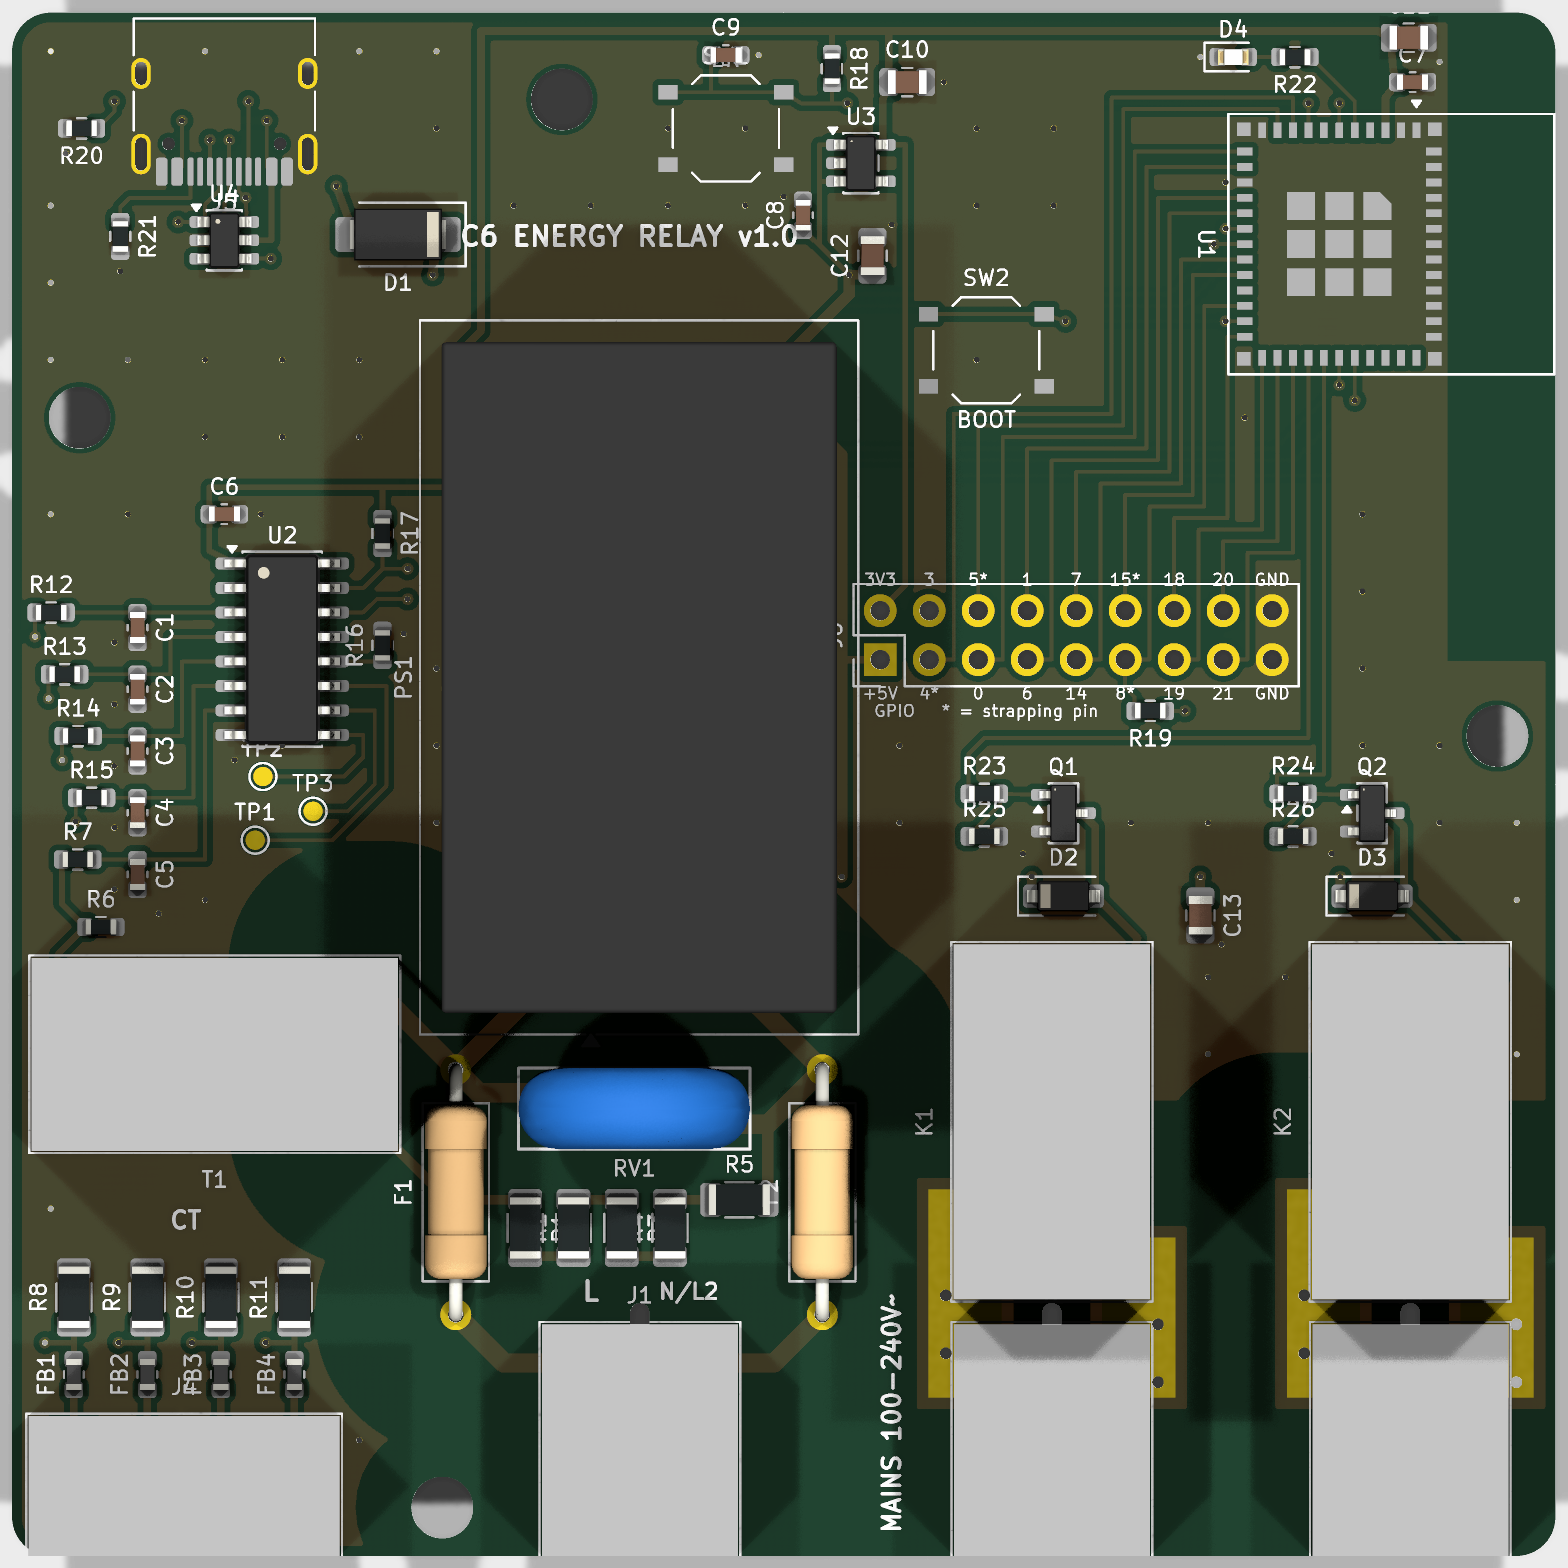 C9
D4
R18
C10
C7
R22
U3
R20
U4
R21
C8
C6 ENERGY RELAY v1.0
C12
U1
D1
SW2
BOOT
C6
R17
U2
R12
3V3 3 5* 1 7 15* 18 20 GND
C1
R13
R16
PS1
C2
+5V 4* 0 6 14 8* 19 21 GND
GPIO * = strapping pin
R14
R19
C3
TP2
R15
TP3
R23
Q1
R24
Q2
C4
TP1
R25
R26
R7
D2
D3
C5
R6
C13
K1
K2
RV1
R5
T1
F1
CT
L
J1
N/L2
R8
R9
R10
R11
FB1
FB2
FB3
FB4
MAINS 100-240V~